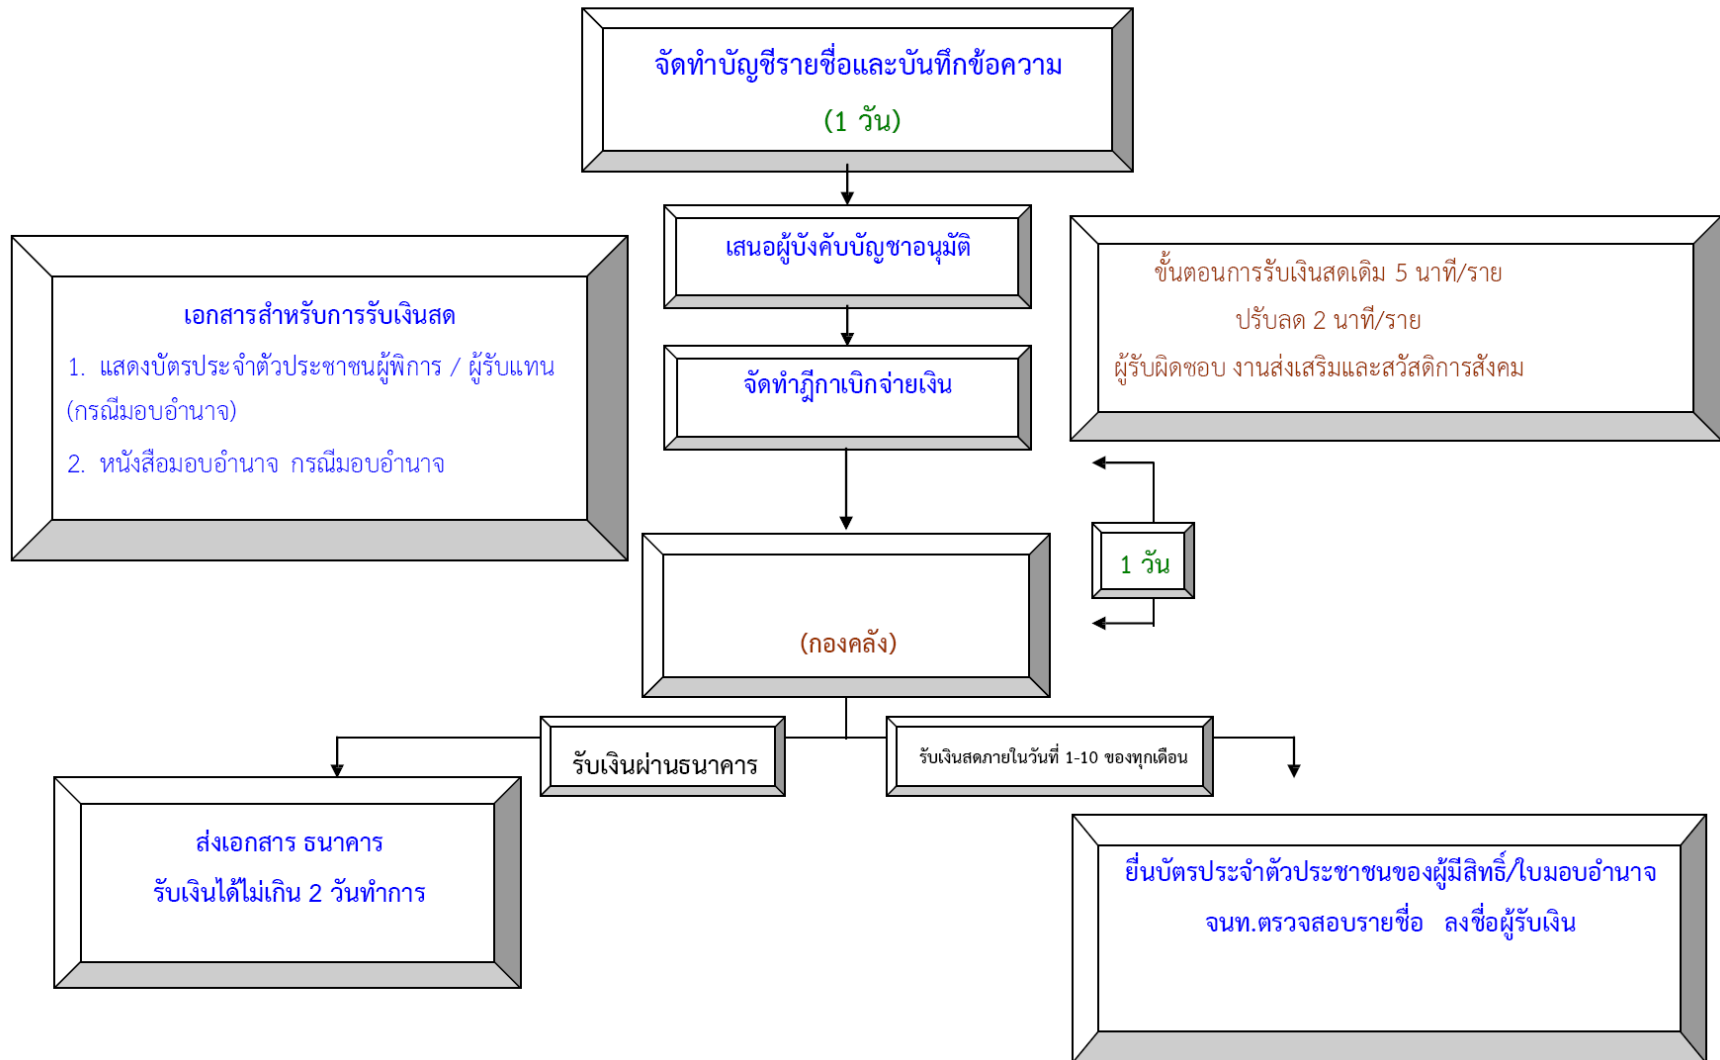 จัดทำบัญชีรายชื่อและบันทึกข้อความ
(1 วัน)
เสนอผู้บังคับบัญชาอนุมัติ
เอกสารสำหรับการรับเงินสด
1. แสดงบัตรประจำตัวประชาชนผู้พิการ / ผู้รับแทน
(กรณีมอบอำนาจ)
2. หนังสือมอบอำนาจ กรณีมอบอำนาจ
ขั้นตอนการรับเงินสดเดิม 5 นาที/ราย
ปรับลด 2 นาที/ราย
ผู้รับผิดชอบ งานส่งเสริมและสวัสดิการสังคม
จัดทำฎีกาเบิกจ่ายเงิน
1 วัน
(กองคลัง)
รับเงินผ่านธนาคาร
รับเงินสดภายในวันที่ 1-10 ของทุกเดือน
ส่งเอกสาร ธนาคาร
รับเงินได้ไม่เกิน 2 วันทำการ
ยื่นบัตรประจำตัวประชาชนของผู้มีสิทธิ์/ใบมอบอำนาจ
จนท.ตรวจสอบรายชื่อ ลงชื่อผู้รับเงิน